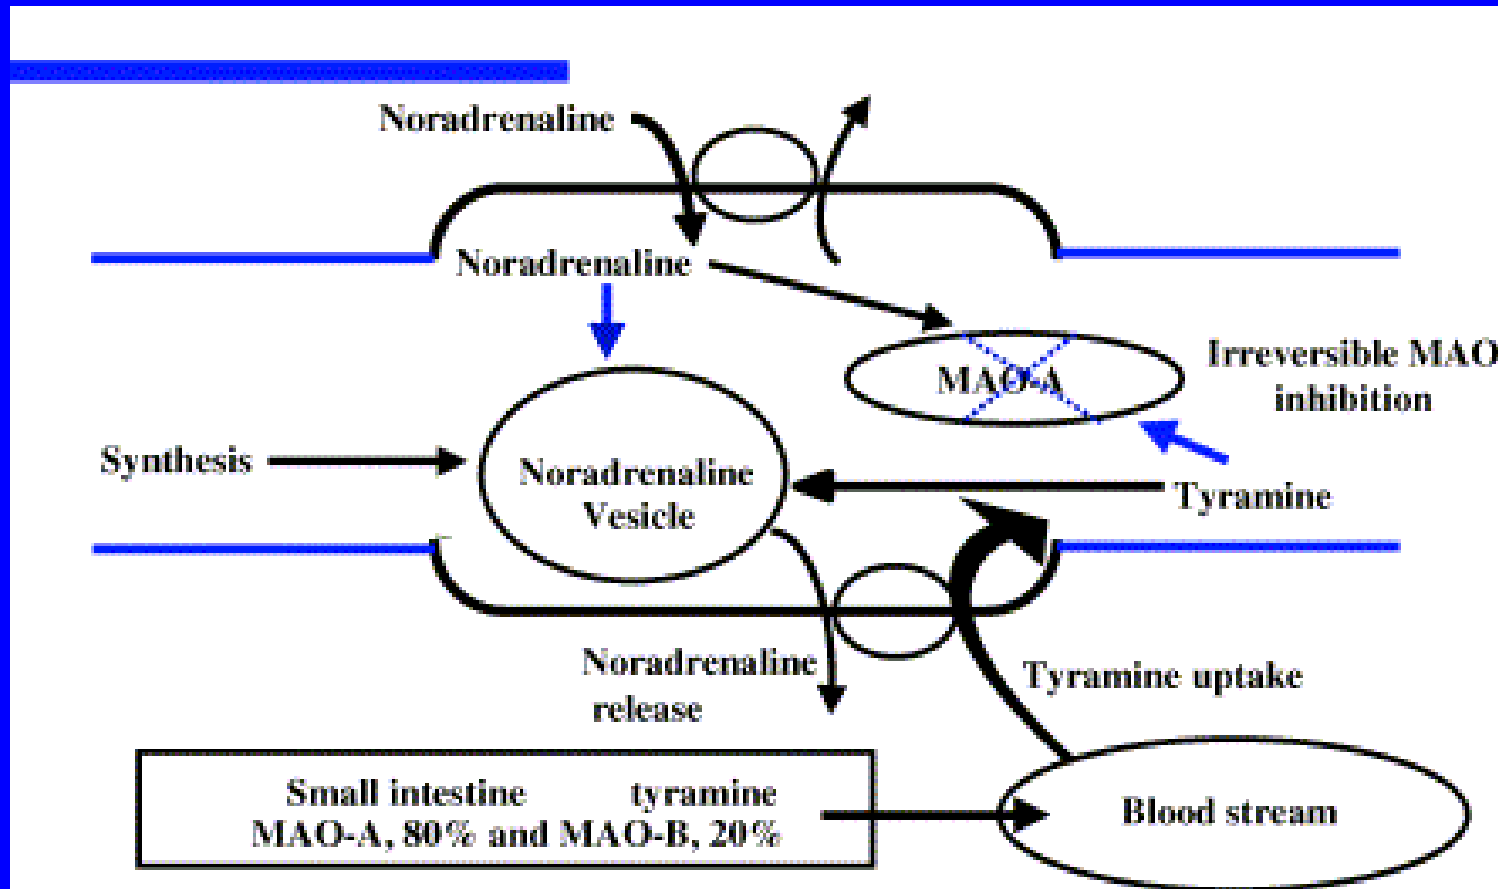 Noradrenaline
Noradrenaline
MAO-A
Irreversible MAO
inhibition
Synthesis
Noradrenaline
Vesicle
Tyramine
Noradrenaline
release
Tyramine uptake
Small intestine tyramine
MAO-A, 80% and MAO-B, 20%
Blood stream